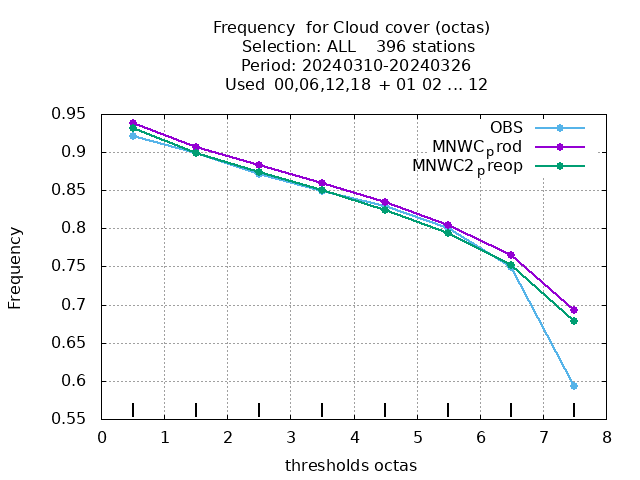 Frequency  for Cloud cover (octas)
Selection: ALL    396 stations
Period: 20240310-20240326
Used  00,06,12,18  + 01 02 ... 12
OBS
MNWCprod
MNWC2preop
0.95
0.9
0.85
0.8
0.75
0.7
0.65
0.6
0.55
Frequency
0 1 2 3 4 5 6 7 8
thresholds octas